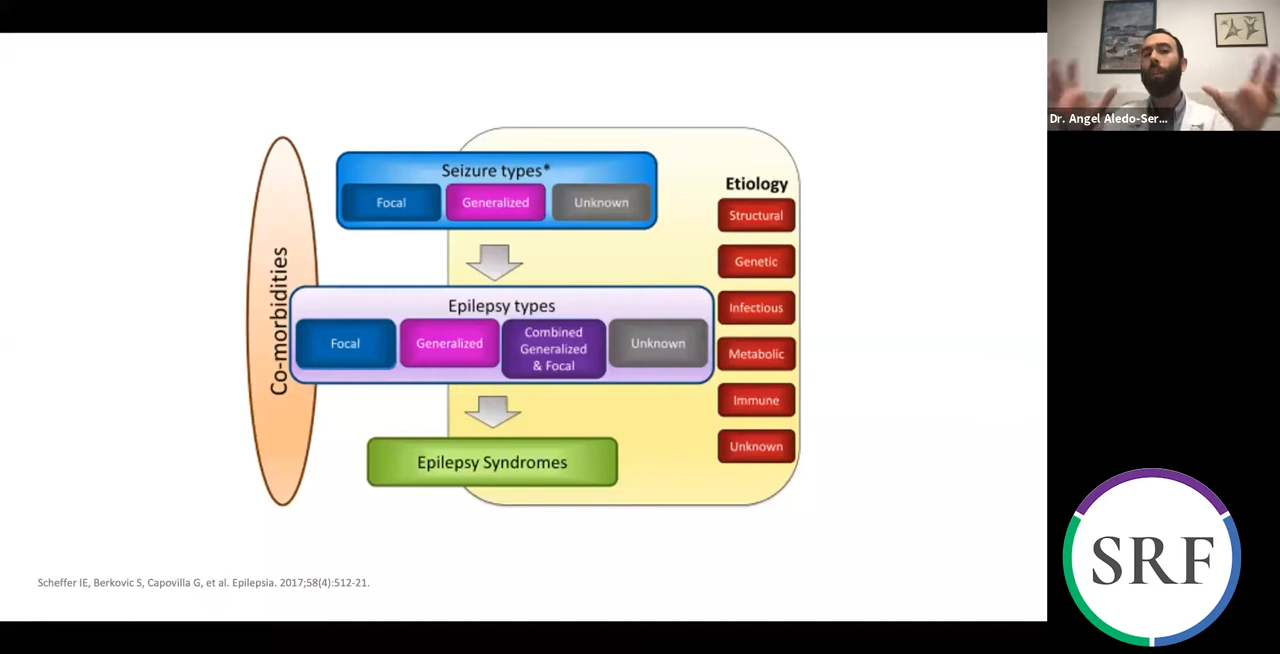 Dr. Angel Aledo-Ser...
Co-morbidities
Seizure types*
Focal
Generalized
Unknown
Epilepsy types
Focal
Generalized
Combined
Generalized
& Focal
Unknown
Epilepsy Syndromes
Etiology
Structural
Genetic
Infectious
Metabolic
Immune
Unknown
Scheffer IE, Berkovic S, Capovilla G, et al. Epilepsia. 2017;58(4):512-21.
SRF